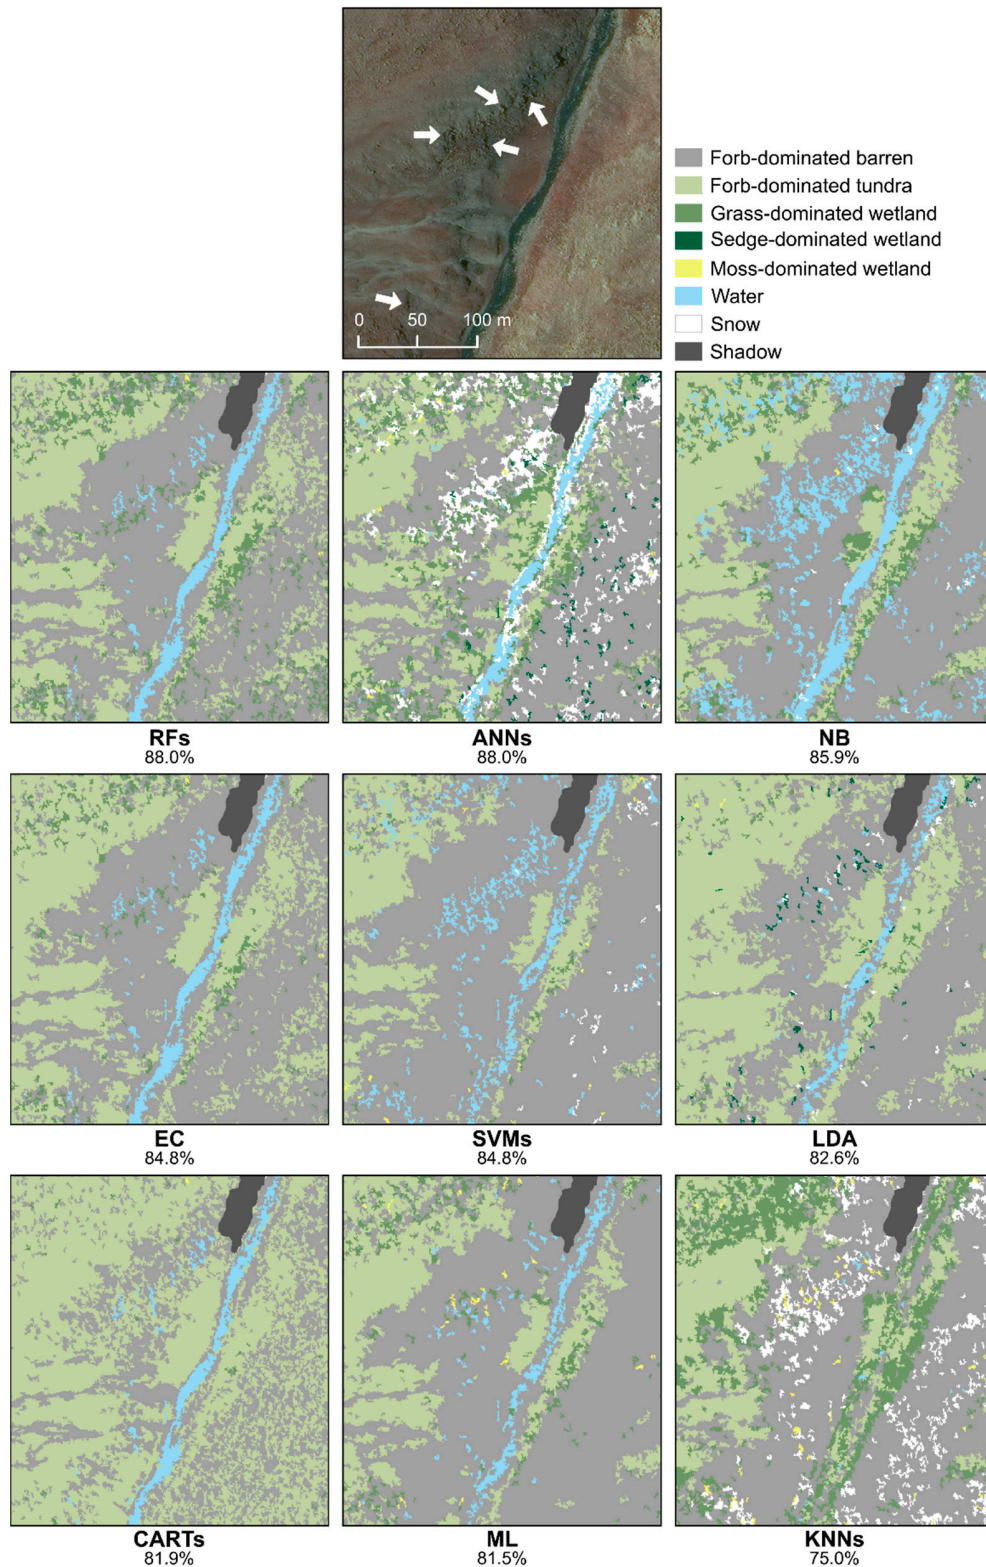 0 50 100 m
Forb-dominated barren
Forb-dominated tundra
Grass-dominated wetland
Sedge-dominated wetland
Moss-dominated wetland
Water
Snow
Shadow
RFs
88.0%
ANNs
88.0%
NB
85.9%
EC
84.8%
SVMs
84.8%
LDA
82.6%
CARTs
81.9%
ML
81.5%
KNNs
75.0%